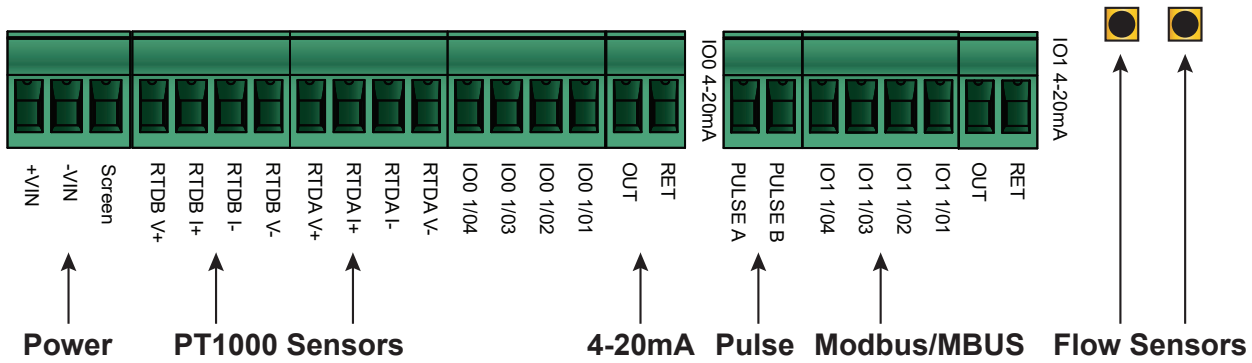 +VIN
-VIN
Screen
RTDB V+
RTDB I+
RTDB I-
RTDB V-
RTDA V+
RTDA I+
RTDA I-
RTDA V-
IO0 1/04
IO0 1/03
IO0 1/02
IO0 1/01
OUT
RET
IO0 4-20mA
PULSE A
PULSE B
IO1 1/04
IO1 1/03
IO1 1/02
IO1 1/01
OUT
RET
IO1 4-20mA
Power
PT1000 Sensors
4-20mA
Pulse
Modbus/MBUS
Flow Sensors